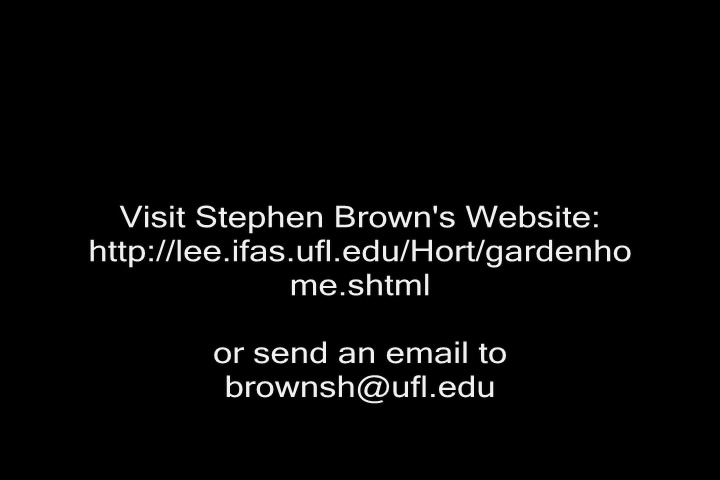 Visit Stephen Brown's Website:
http://lee.ifas.ufl.edu/Hort/gardenho
me.shtml
or send an email to
brownsh@ufl.edu